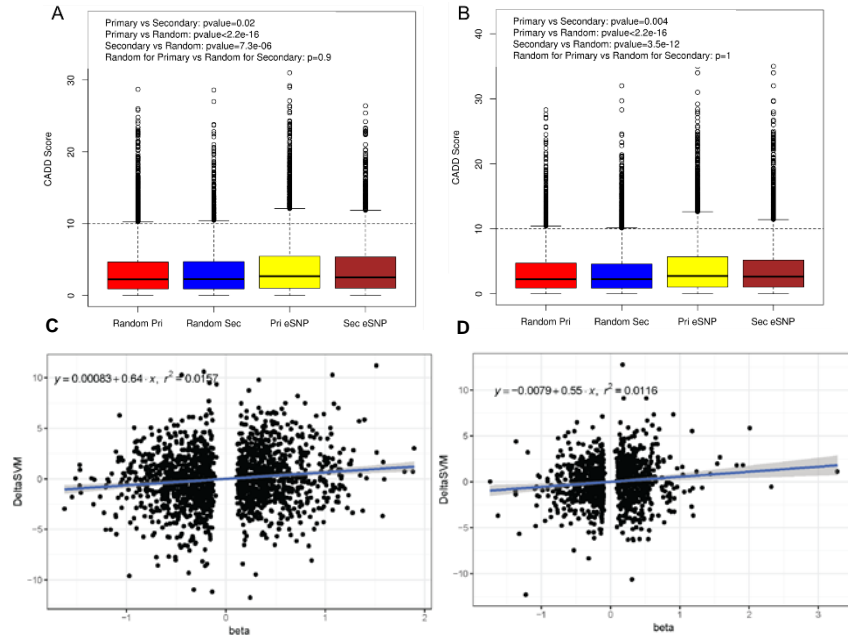 A
Primary vs Secondary: pvalue=0.02
Primary vs Random: pvalue<2.2e-16
Secondary vs Random: pvalue=7.3e-06
Random for Primary vs Random for Secondary: p=0.9
CADD Score
30
20
10
0
Random Pri Random Sec Pri eSNP Sec eSNP
B
Primary vs Secondary: pvalue=0.004
Primary vs Random: pvalue<2.2e-16
Secondary vs Random: pvalue=3.5e-12
Random for Primary vs Random for Secondary: p=1
CADD Score
40
30
20
10
0
Random Pri Random Sec Pri eSNP Sec eSNP
C
y = 0.00083 + 0.64 · x, r² = 0.0157
DeltaSVM
10
5
0
−5
−10
−1 0 1 2
beta
D
y = −0.0079 + 0.55 · x, r² = 0.0116
DeltaSVM
10
5
0
−5
−10
−1 0 1 2 3
beta